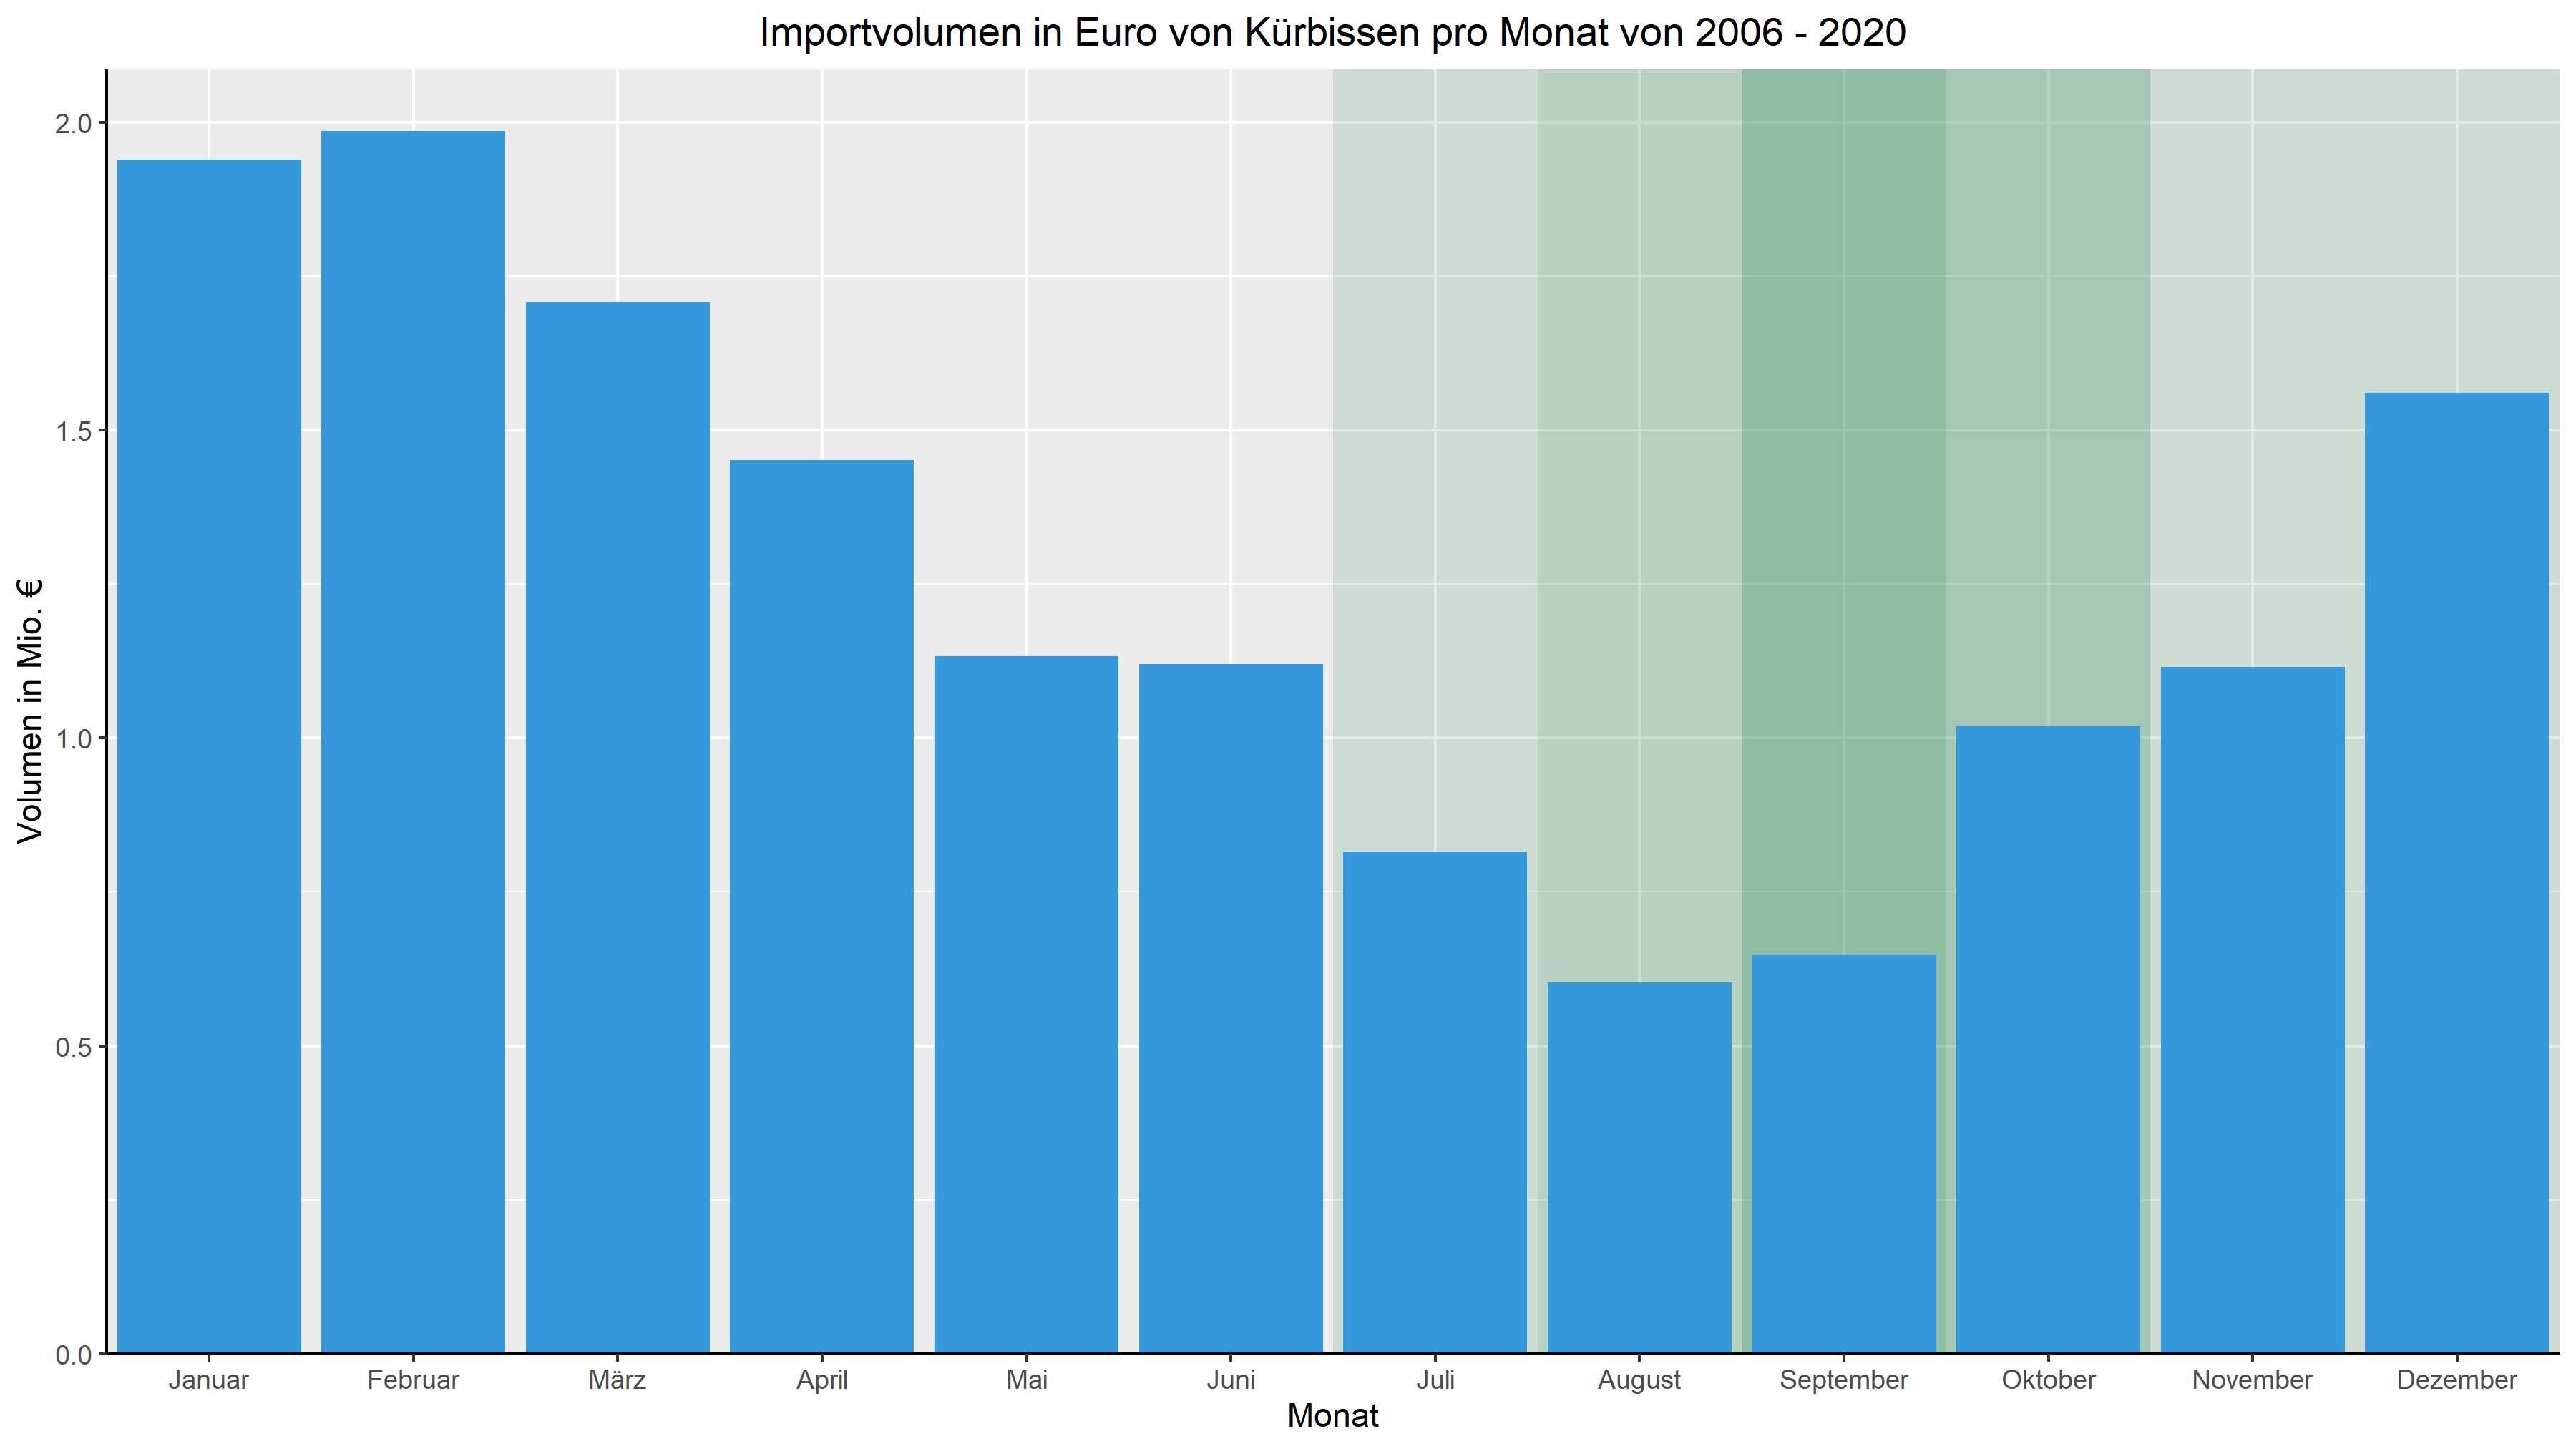 Importvolumen in Euro von Kürbissen pro Monat von 2006 - 2020
Volumen in Mio. €
2.0
1.5
1.0
0.5
0.0
Januar Februar März April Mai Juni Juli August September Oktober November Dezember
Monat